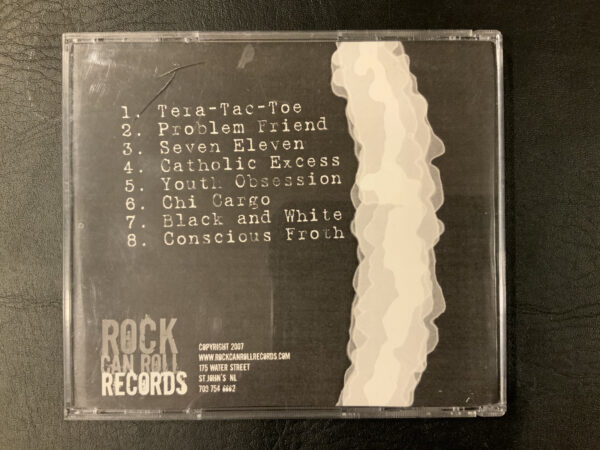 1. Tera-Tac-Toe
2. Problem Friend
3. Seven Eleven
4. Catholic Excess
5. Youth Obsession
6. Chi Cargo
7. Black and White
8. Conscious Froth
ROCK
CAN ROLL
RECORDS
COPYRIGHT 2007
WWW.ROCKCANROLLRECORDS.COM
175 WATER STREET
ST.JOHN'S NL
709 754 6662